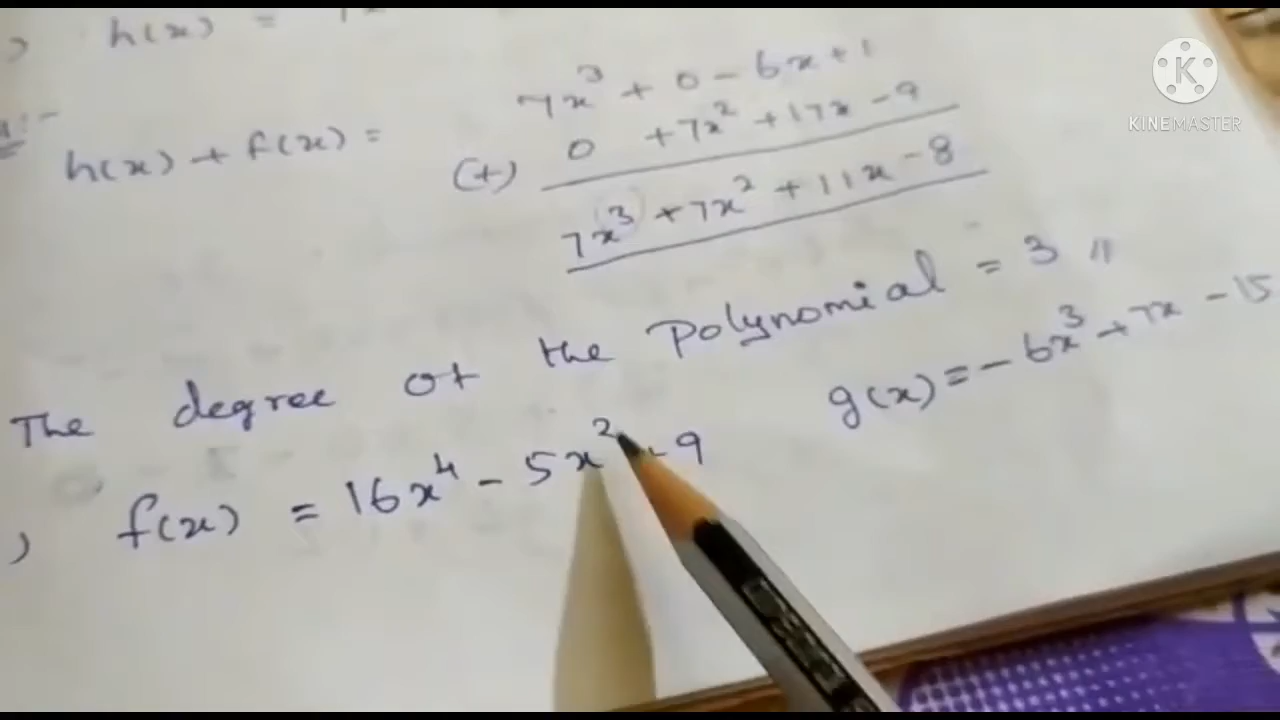 ) h(x) =
h(x) + f(x) = 7x³ + 0 - 6x + 1
(+) 0 + 7x² + 17x - 9
7x³ + 7x² + 11x - 8
The degree of the Polynomial = 3 //
) f(x) = 16x⁴ - 5x² + 9 g(x) = - 6x³ + 7x - 15
K
KINEMASTER